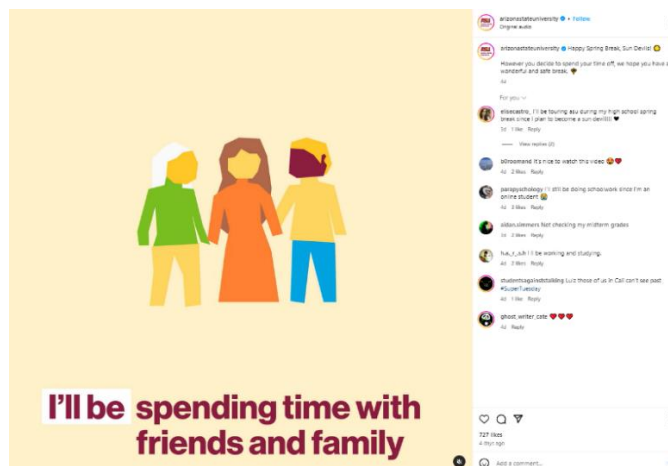 I'll be spending time with
friends and family
arizonastateuniversity • Follow
Original audio
arizonastateuniversity Happy Spring Break, Sun Devils!
However you decide to spend your time off, we hope you have a
wonderful and safe break.
4d
For you
I'll be touring asu during my high school spring
break since I plan to become a sun devil!!!
3d 1 like Reply
View replies (2)
it's nice to watch this video
4d 2 likes Reply
parapsychology I'll still be doing schoolwork since I'm an
online student
4d 3 likes Reply
Not checking my midterm grades
3d 2 likes Reply
I'll be working and studying.
4d 2 likes Reply
studentsagainststalking those of us in Cali can't see past
#SuperTuesday
4d 1 like Reply
ghost_writer_cate
4d Reply
727 likes
4 days ago
Add a comment...